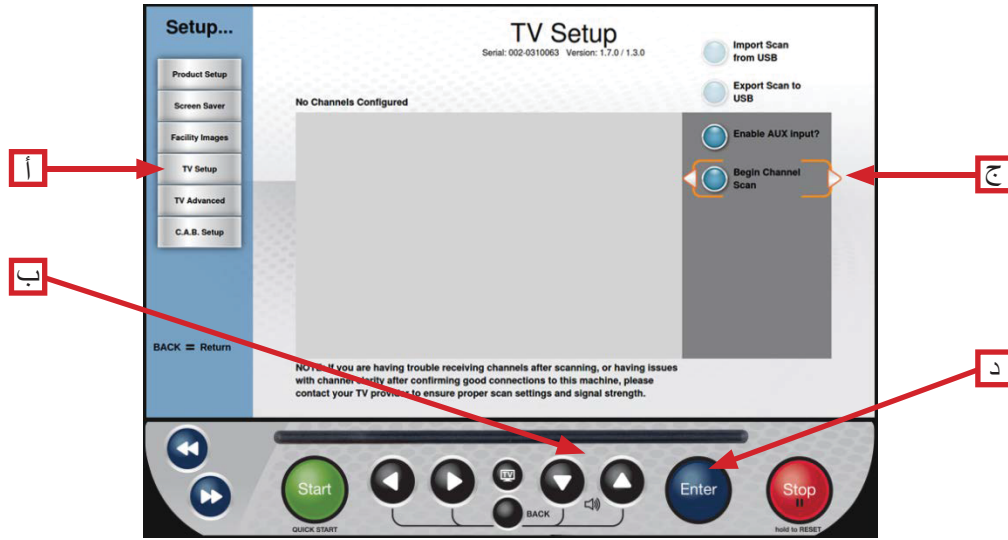 Setup...
TV Setup
Serial: 002-0310063 Version: 1.7.0 / 1.3.0
Import Scan
from USB
Export Scan to
USB
Product Setup
Screen Saver
Facility Images
TV Setup
TV Advanced
C.A.B. Setup
No Channels Configured
Enable AUX input?
Begin Channel
Scan
أ
ب
ج
د
BACK = Return
NOTE: If you are having trouble receiving channels after scanning, or having issues
with channel clarity after confirming good connections to this machine, please
contact your TV provider to ensure proper scan settings and signal strength.
Start
QUICK START
TV
BACK
Enter
Stop
hold to RESET